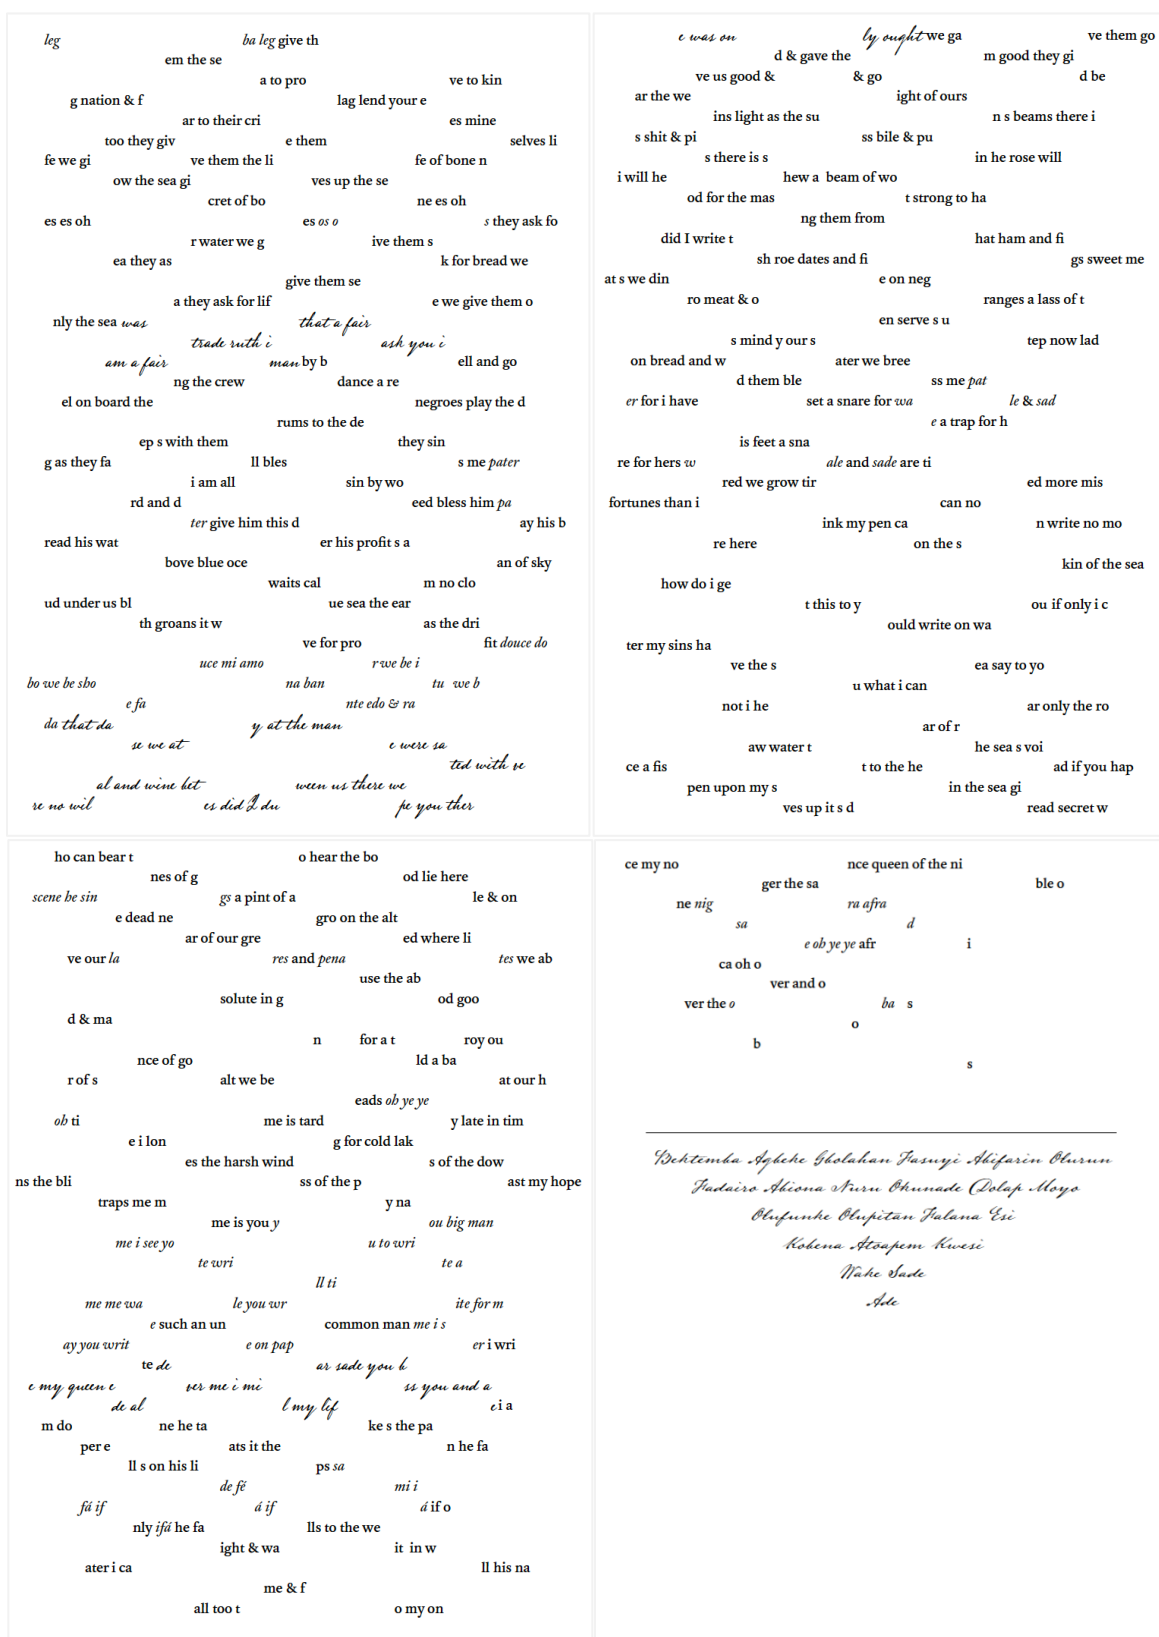 leg ba leg give th
em the se
a to pro ve to kin
g nation & f lag lend your e
ar to their cri es mine
too they giv e them selves li
fe we gi ve them the li fe of bone n
ow the sea gi ves up the se
cret of bo ne es oh
es es oh es os o s they ask fo
r water we g ive them s
ea they as k for bread we
give them se
a they ask for lif e we give them o
nly the sea was that a fair
trade ruth i ask you i
am a fair man by b ell and go
ng the crew dance a re
el on board the negroes play the d
rums to the de
ep s with them they sin
g as they fa ll bles s me pater
i am all sin by wo
rd and d eed bless him pa
ter give him this d ay his b
read his wat er his profit s a
bove blue oce an of sky
waits cal m no clo
ud under us bl ue sea the ear
th groans it w as the dri
ve for pro fit douce do
uce mi amo r we be i
bo we be sho na ban tu we b
e fa nte edo & ra
da that da y at the man
se we at e were sa
ted with ve
al and wine bet ween us there we
re no wil es did I du pe you ther
e was on ly ought we ga ve them go
d & gave the m good they gi
ve us good & & go d be
ar the we ight of ours
ins light as the su n s beams there i
s shit & pi ss bile & pu
s there is s in he rose will
i will he hew a beam of wo
od for the mas t strong to ha
ng them from
did I write t hat ham and fi
sh roe dates and fi gs sweet me
at s we din e on neg
ro meat & o ranges a lass of t
en serve s u
s mind y our s tep now lad
on bread and w ater we bree
d them ble ss me pat
er for i have set a snare for wa le & sad
e a trap for h
is feet a sna
re for hers w ale and sade are ti
red we grow tir ed more mis
fortunes than i can no
ink my pen ca n write no mo
re here on the s
kin of the sea
how do i ge
t this to y ou if only i c
ould write on wa
ter my sins ha
ve the s ea say to yo
u what i can
not i he ar only the ro
ar of r
aw water t he sea s voi
ce a fis t to the he ad if you hap
pen upon my s in the sea gi
ves up it s d read secret w
ho can bear t o hear the bo
nes of g od lie here
scene he sin gs a pint of a le & on
e dead ne gro on the alt
ar of our gre ed where li
ve our la res and pena tes we ab
use the ab
solute in g od goo
d & ma
n for a t roy ou
nce of go ld a ba
r of s alt we be at our h
eads oh ye ye
oh ti me is tard y late in tim
e i lon g for cold lak
es the harsh wind s of the dow
ns the bli ss of the p ast my hope
traps me m y na
me is you y ou big man
me i see yo u to wri
te wri te a
ll ti
me me wa le you wr ite for m
e such an un common man me i s
ay you writ e on pap er i wri
te de ar sade you b
e my queen e ver me i mi ss you and a
de al l my lif e i a
m do ne he ta ke s the pa
per e ats it the n he fa
ll s on his li ps sa
de fé mi i
fá if á if á if o
nly ifá he fa lls to the we
ight & wa it in w
ater i ca ll his na
me & f
all too t o my on
ce my no nce queen of the ni
ger the sa ble o
ne nig ra afra
sa d
e oh ye ye afr i
ca oh o
ver and o
ver the o ba s
o
b
s
Bektemba Agbeke Gbolahan Fasuyi Abifarin Olurun
Fadairo Abiona Nuru Okunade Dolap Moyo
Olufunke Olupitan Falana Esi
Kobena Atoapem Kwesi
Wake Sade
Ade